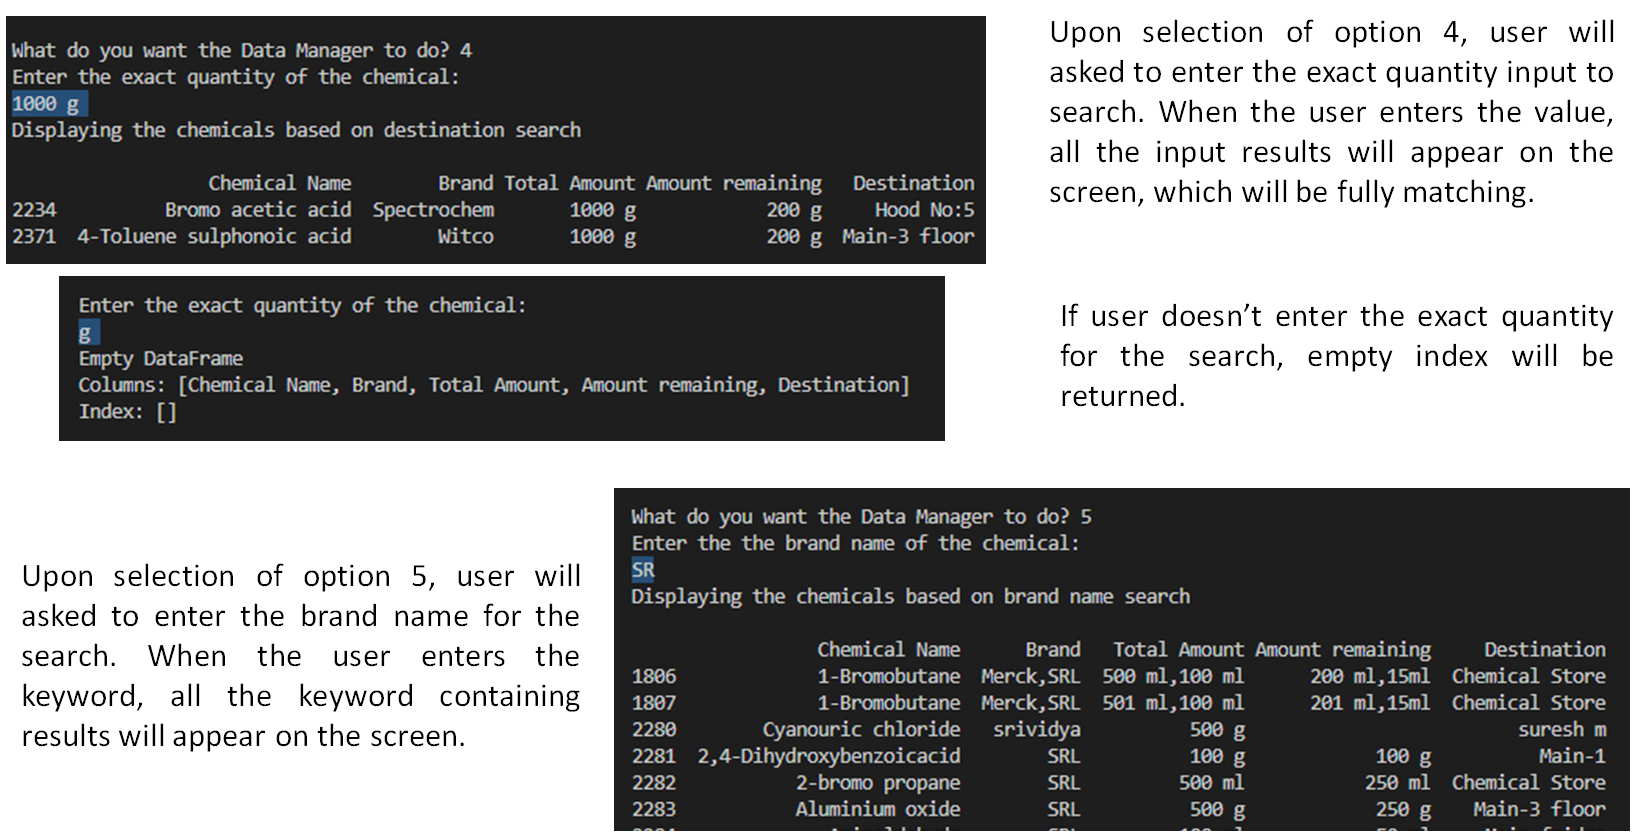 What do you want the Data Manager to do? 4
Enter the exact quantity of the chemical:
1000 g
Displaying the chemicals based on destination search
Chemical Name Brand Total Amount Amount remaining Destination
2234 Bromo acetic acid Spectrochem 1000 g 200 g Hood No:5
2371 4-Toluene sulphonoic acid Witco 1000 g 200 g Main-3 floor
Upon selection of option 4, user will
asked to enter the exact quantity input to
search. When the user enters the value,
all the input results will appear on the
screen, which will be fully matching.
Enter the exact quantity of the chemical:
g
Empty DataFrame
Columns: [Chemical Name, Brand, Total Amount, Amount remaining, Destination]
Index: []
If user doesn’t enter the exact quantity
for the search, empty index will be
returned.
Upon selection of option 5, user will
asked to enter the brand name for the
search. When the user enters the
keyword, all the keyword containing
results will appear on the screen.
What do you want the Data Manager to do? 5
Enter the the brand name of the chemical:
SR
Displaying the chemicals based on brand name search
Chemical Name Brand Total Amount Amount remaining Destination
1806 1-Bromobutane Merck,SRL 500 ml,100 ml 200 ml,15ml Chemical Store
1807 1-Bromobutane Merck,SRL 501 ml,100 ml 201 ml,15ml Chemical Store
2280 Cyanouric chloride srividya 500 g suresh m
2281 2,4-Dihydroxybenzoicacid SRL 100 g 100 g Main-1
2282 2-bromo propane SRL 500 ml 250 ml Chemical Store
2283 Aluminium oxide SRL 500 g 250 g Main-3 floor